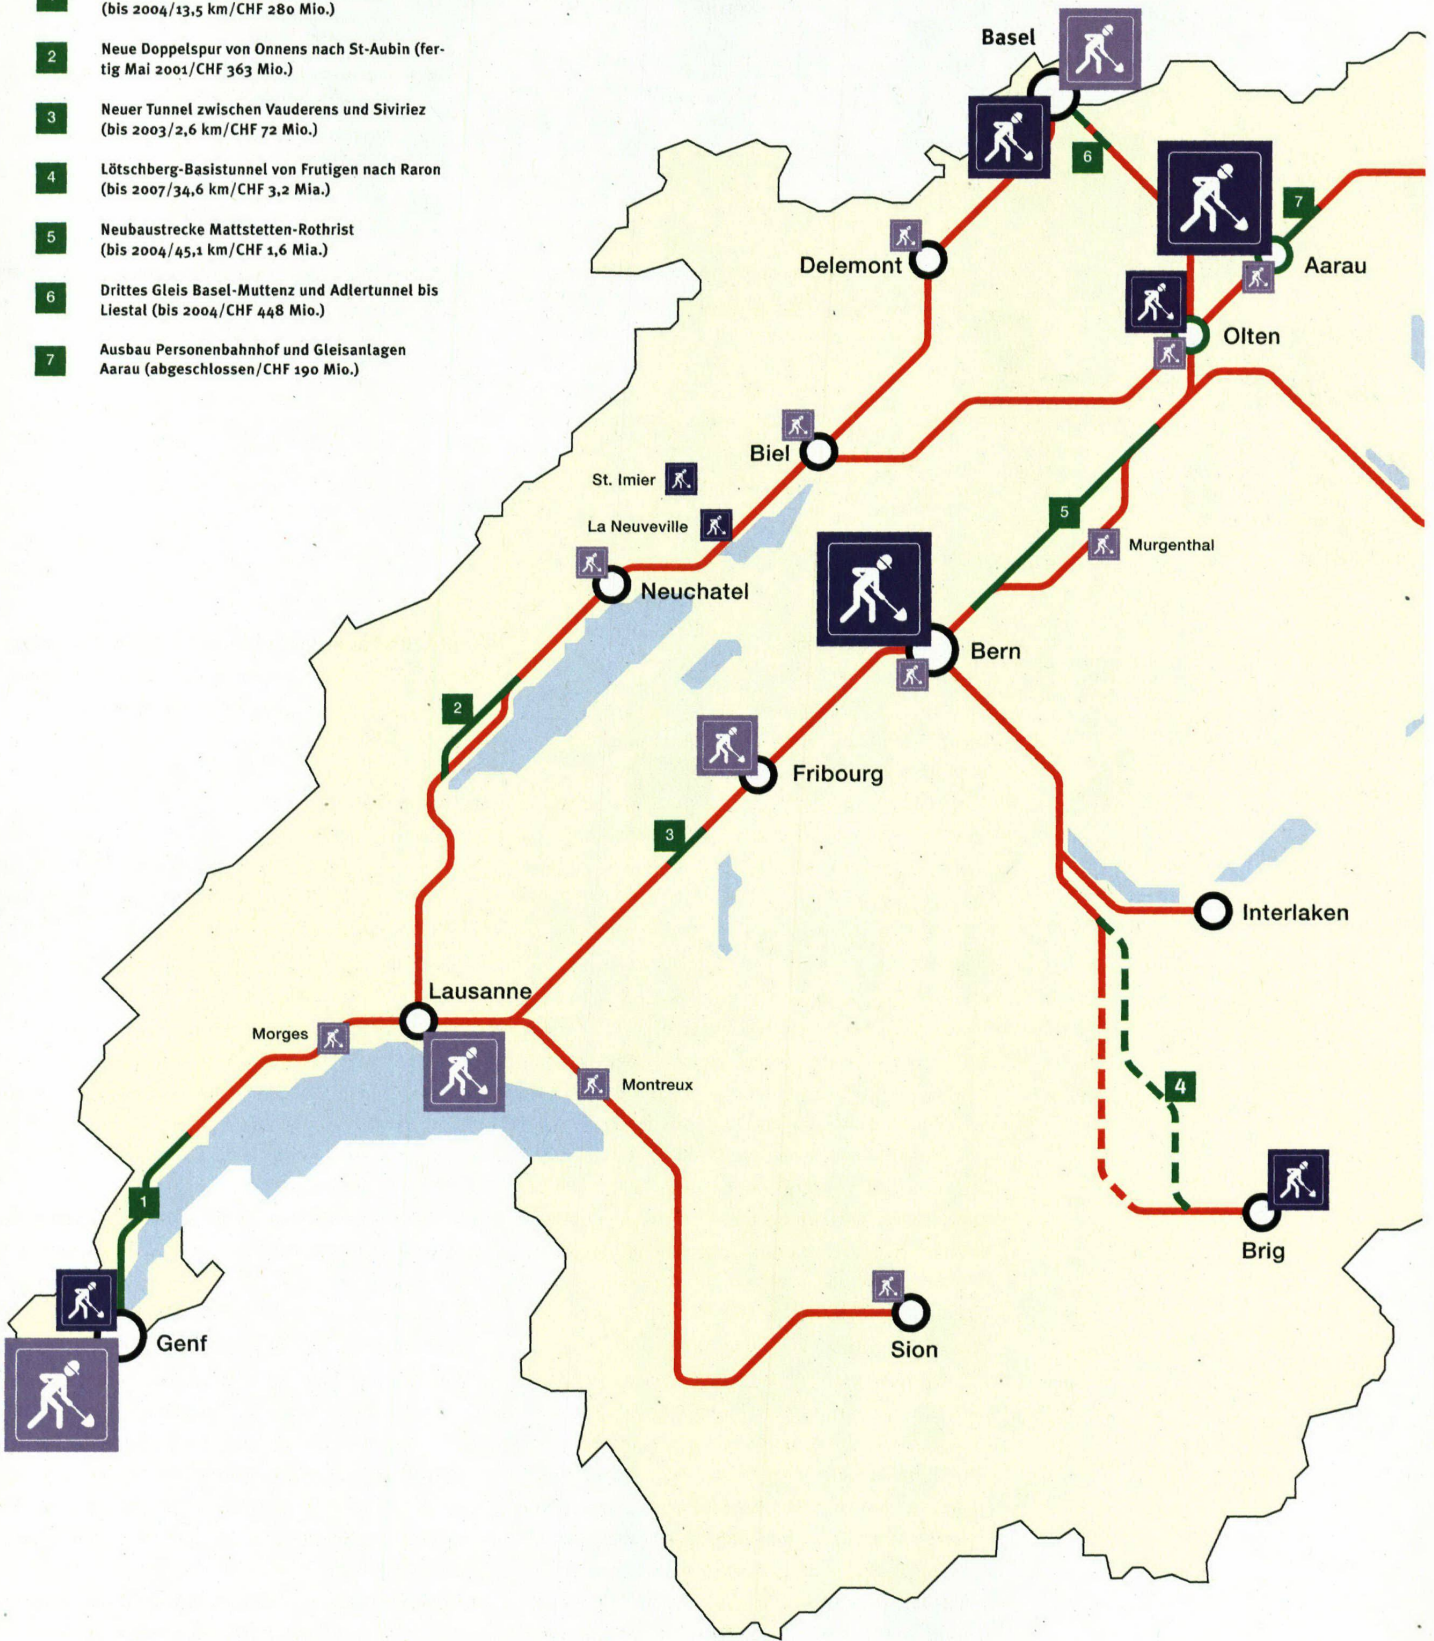 (bis 2004/13,5 km/CHF 280 Mio.)
2
Neue Doppelspur von Onnens nach St-Aubin (fer-
tig Mai 2001/CHF 363 Mio.)
3
Neuer Tunnel zwischen Vauderens und Siviriez
(bis 2003/2,6 km/CHF 72 Mio.)
4
Lötschberg-Basistunnel von Frutigen nach Raron
(bis 2007/34,6 km/CHF 3,2 Mia.)
5
Neubaustrecke Mattstetten-Rothrist
(bis 2004/45,1 km/CHF 1,6 Mia.)
6
Drittes Gleis Basel-Muttenz und Adlertunnel bis
Liestal (bis 2004/CHF 448 Mio.)
7
Ausbau Personenbahnhof und Gleisanlagen
Aarau (abgeschlossen/CHF 190 Mio.)
Basel
6
7
Delemont
Aarau
Olten
Biel
St. Imier
La Neuveville
5
Murgenthal
Neuchatel
Bern
2
Fribourg
3
Interlaken
Lausanne
Morges
Montreux
4
1
Brig
Genf
Sion